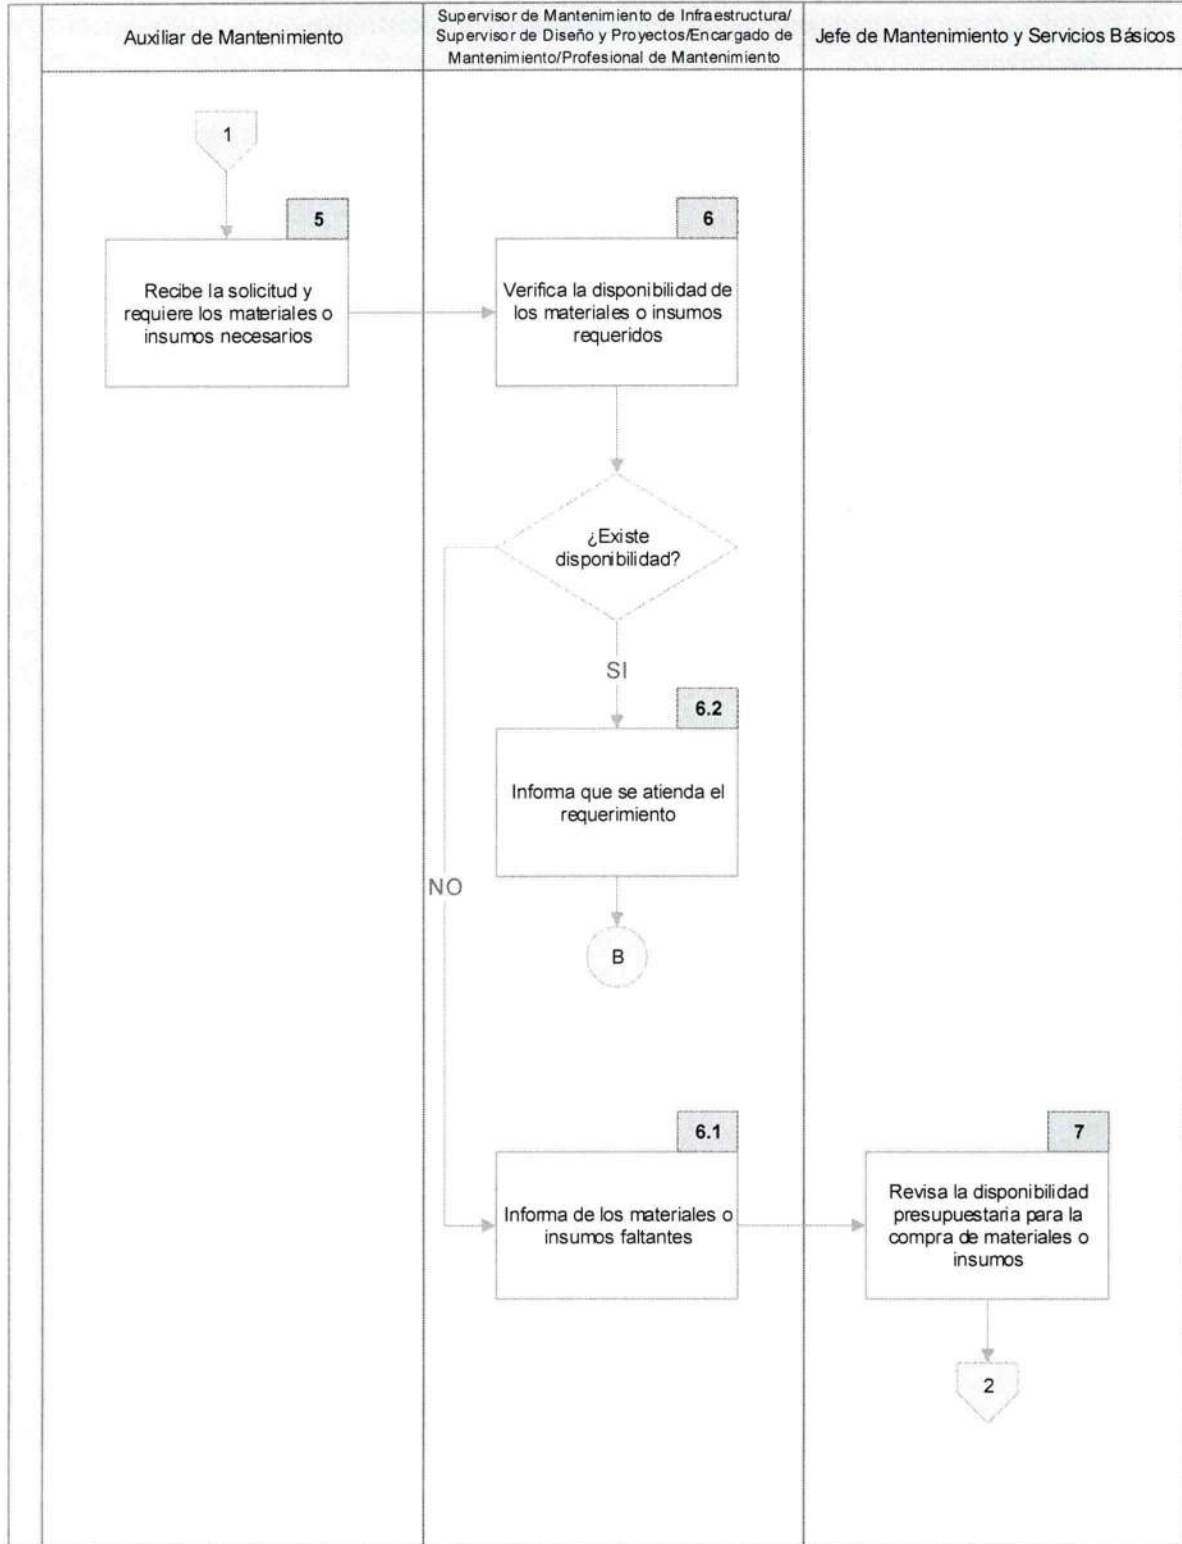 Auxiliar de Mantenimiento
Supervisor de Mantenimiento de Infraestructura/
Supervisor de Diseño y Proyectos/Encargado de
Mantenimiento/Profesional de Mantenimiento
Jefe de Mantenimiento y Servicios Básicos
1
5
Recibe la solicitud y
requiere los materiales o
insumos necesarios
6
Verifica la disponibilidad de
los materiales o insumos
requeridos
¿Existe
disponibilidad?
SI
6.2
Informa que se atienda el
requerimiento
NO
B
6.1
Informa de los materiales o
insumos faltantes
7
Revisa la disponibilidad
presupuestaria para la
compra de materiales o
insumos
2